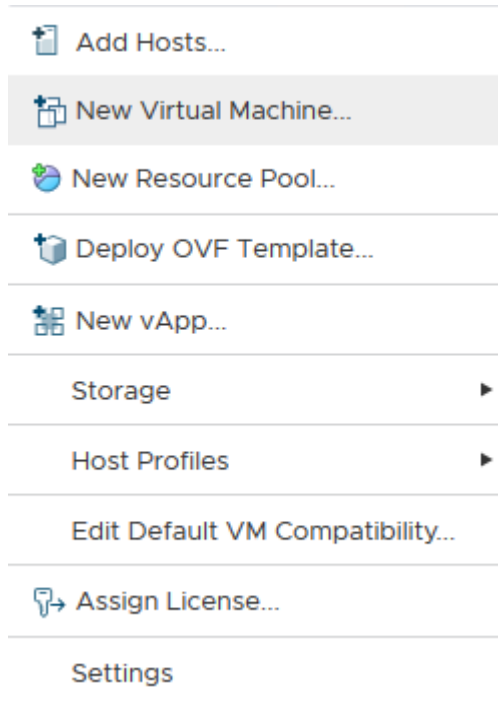 Add Hosts...
New Virtual Machine...
New Resource Pool...
Deploy OVF Template...
New vApp...
Storage
Host Profiles
Edit Default VM Compatibility...
Assign License...
Settings